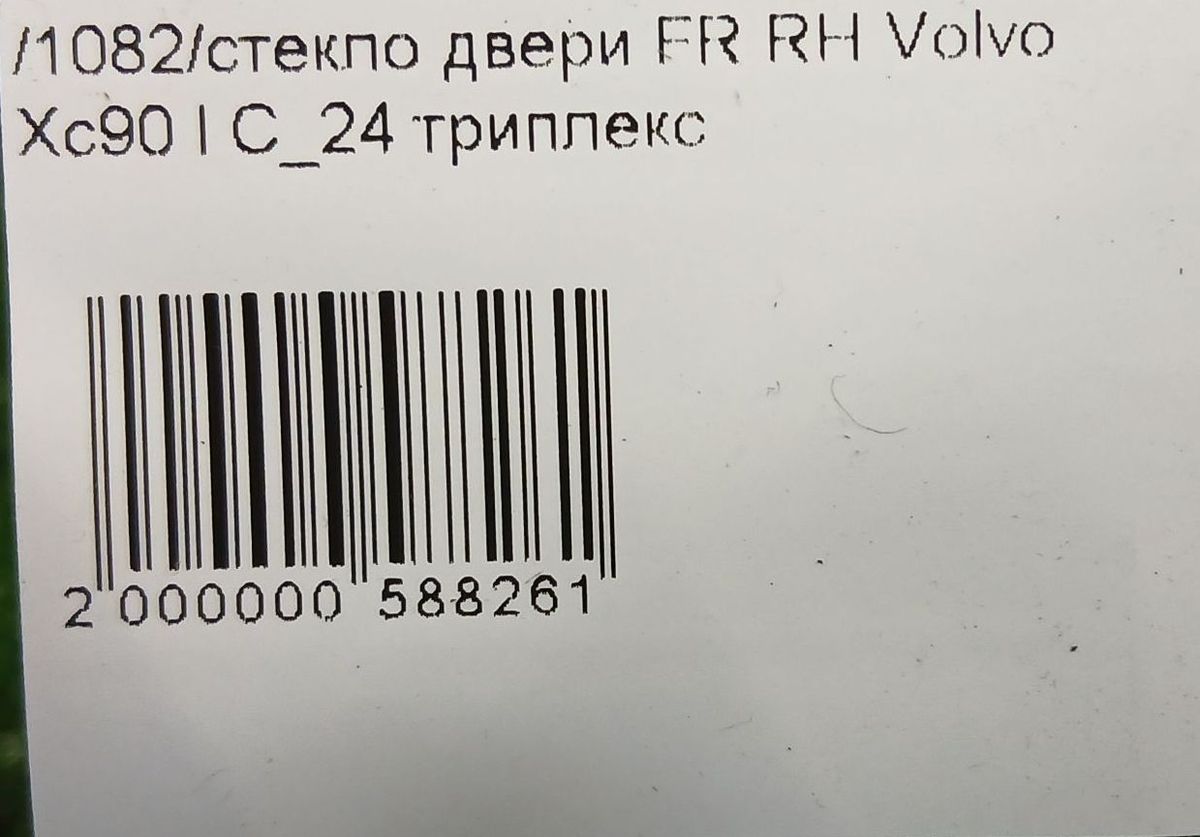 /1082/стекло двери FR RH Volvo
Xc90 I C_24 триплекс
2 000000 588261